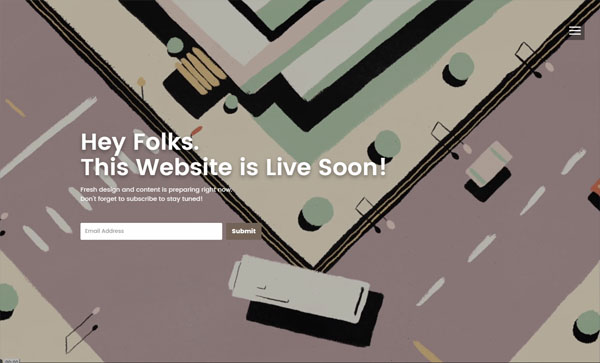 Hey Folks.
This Website is Live Soon!
Fresh design and content is preparing right now.
Don't forget to subscribe to stay tuned!
Email Address
Submit